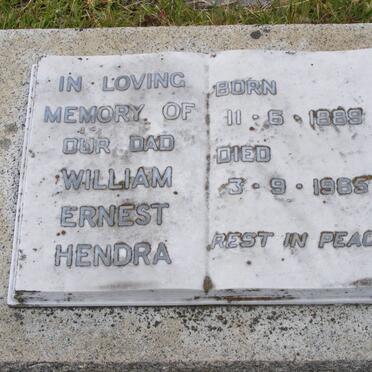 IN LOVING
MEMORY OF
OUR DAD
WILLIAM
ERNEST
HENDRA
BORN
11·6·1889
DIED
3·9·1985
REST IN PEAC